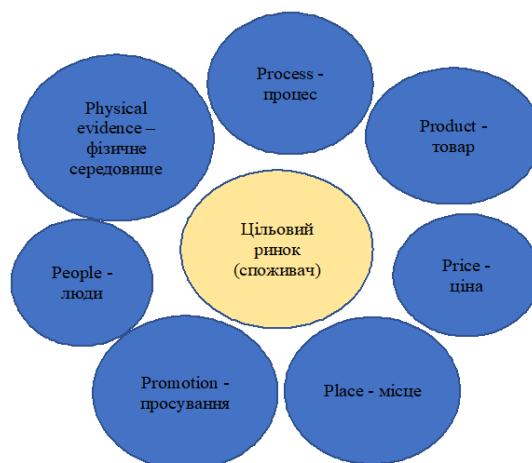 Process -
процес
Product -
товар
Price -
ціна
Place - місце
Promotion -
просування
People -
люди
Physical
evidence –
фізичне
середовище
Цільовий
ринок
(споживач)